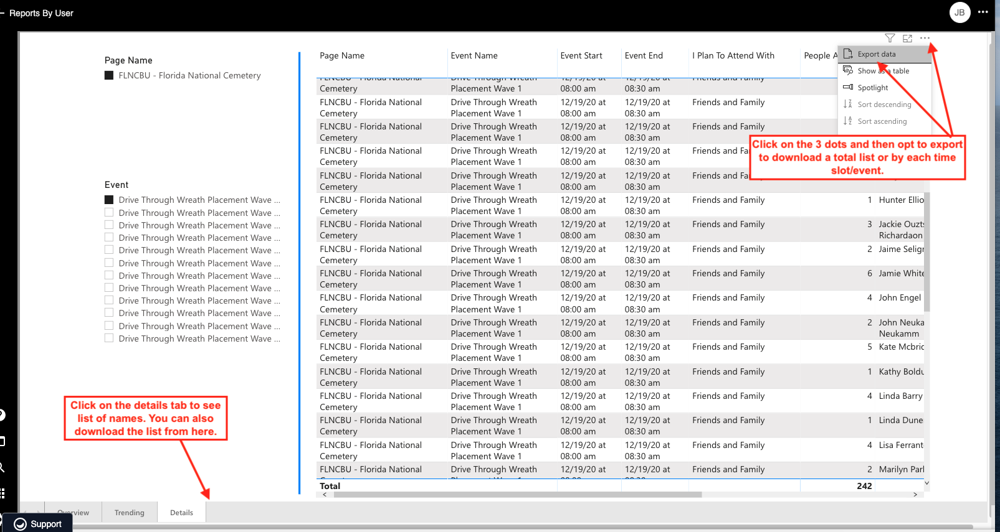 Reports By User
JB
Page Name
FLNCBU - Florida National Cemetery
Event
Drive Through Wreath Placement Wave ...
Drive Through Wreath Placement Wave ...
Drive Through Wreath Placement Wave ...
Drive Through Wreath Placement Wave ...
Drive Through Wreath Placement Wave ...
Drive Through Wreath Placement Wave ...
Drive Through Wreath Placement Wave ...
Drive Through Wreath Placement Wave ...
Drive Through Wreath Placement Wave ...
Drive Through Wreath Placement Wave ...
Drive Through Wreath Placement Wave ...
Drive Through Wreath Placement Wave ...
Click on the details tab to see
list of names. You can also
download the list from here.
Page Name Event Name Event Start Event End I Plan To Attend With People A
Export data
Show as a table
Spotlight
Sort descending
Sort ascending
Click on the 3 dots and then opt to export
to download a total list or by each time
slot/event.
FLNCBU - Florida National Drive Through Wreath 12/19/20 at 12/19/20 at Friends and Family
Cemetery Placement Wave 1 08:00 am 08:30 am
FLNCBU - Florida National Drive Through Wreath 12/19/20 at 12/19/20 at Friends and Family
Cemetery Placement Wave 1 08:00 am 08:30 am
FLNCBU - Florida National Drive Through Wreath 12/19/20 at 12/19/20 at Friends and Family
Cemetery Placement Wave 1 08:00 am 08:30 am
FLNCBU - Florida National Drive Through Wreath 12/19/20 at 12/19/20 at Friends and Fa
Cemetery Placement Wave 1 08:00 am 08:30 am
FLNCBU - Florida National Drive Through Wreath 12/19/20 at 12/19/20 at Friends and Fa
Cemetery Placement Wave 1 08:00 am 08:30 am
FLNCBU - Florida National Drive Through Wreath 12/19/20 at 12/19/20 at Friends and Family 1 Hunter Ellio
Cemetery Placement Wave 1 08:00 am 08:30 am
FLNCBU - Florida National Drive Through Wreath 12/19/20 at 12/19/20 at Friends and Family 3 Jackie Ouzts
Cemetery Placement Wave 1 08:00 am 08:30 am Richardaon
FLNCBU - Florida National Drive Through Wreath 12/19/20 at 12/19/20 at Friends and Family 2 Jaime Seligr
Cemetery Placement Wave 1 08:00 am 08:30 am
FLNCBU - Florida National Drive Through Wreath 12/19/20 at 12/19/20 at Friends and Family 6 Jamie White
Cemetery Placement Wave 1 08:00 am 08:30 am
FLNCBU - Florida National Drive Through Wreath 12/19/20 at 12/19/20 at Friends and Family 4 John Engel
Cemetery Placement Wave 1 08:00 am 08:30 am
FLNCBU - Florida National Drive Through Wreath 12/19/20 at 12/19/20 at Friends and Family 2 John Neuka
Cemetery Placement Wave 1 08:00 am 08:30 am Neukamm
FLNCBU - Florida National Drive Through Wreath 12/19/20 at 12/19/20 at Friends and Family 5 Kate Mcbric
Cemetery Placement Wave 1 08:00 am 08:30 am
FLNCBU - Florida National Drive Through Wreath 12/19/20 at 12/19/20 at Friends and Family 1 Kathy Boldu
Cemetery Placement Wave 1 08:00 am 08:30 am
FLNCBU - Florida National Drive Through Wreath 12/19/20 at 12/19/20 at Friends and Family 4 Linda Barry
Cemetery Placement Wave 1 08:00 am 08:30 am
FLNCBU - Florida National Drive Through Wreath 12/19/20 at 12/19/20 at Friends and Family 1 Linda Dune
Cemetery Placement Wave 1 08:00 am 08:30 am
FLNCBU - Florida National Drive Through Wreath 12/19/20 at 12/19/20 at Friends and Family 4 Lisa Ferrant
Cemetery Placement Wave 1 08:00 am 08:30 am
FLNCBU - Florida National Drive Through Wreath 12/19/20 at 12/19/20 at Friends and Family 2 Marilyn Parl
Total 242
Overview Trending Details
Support